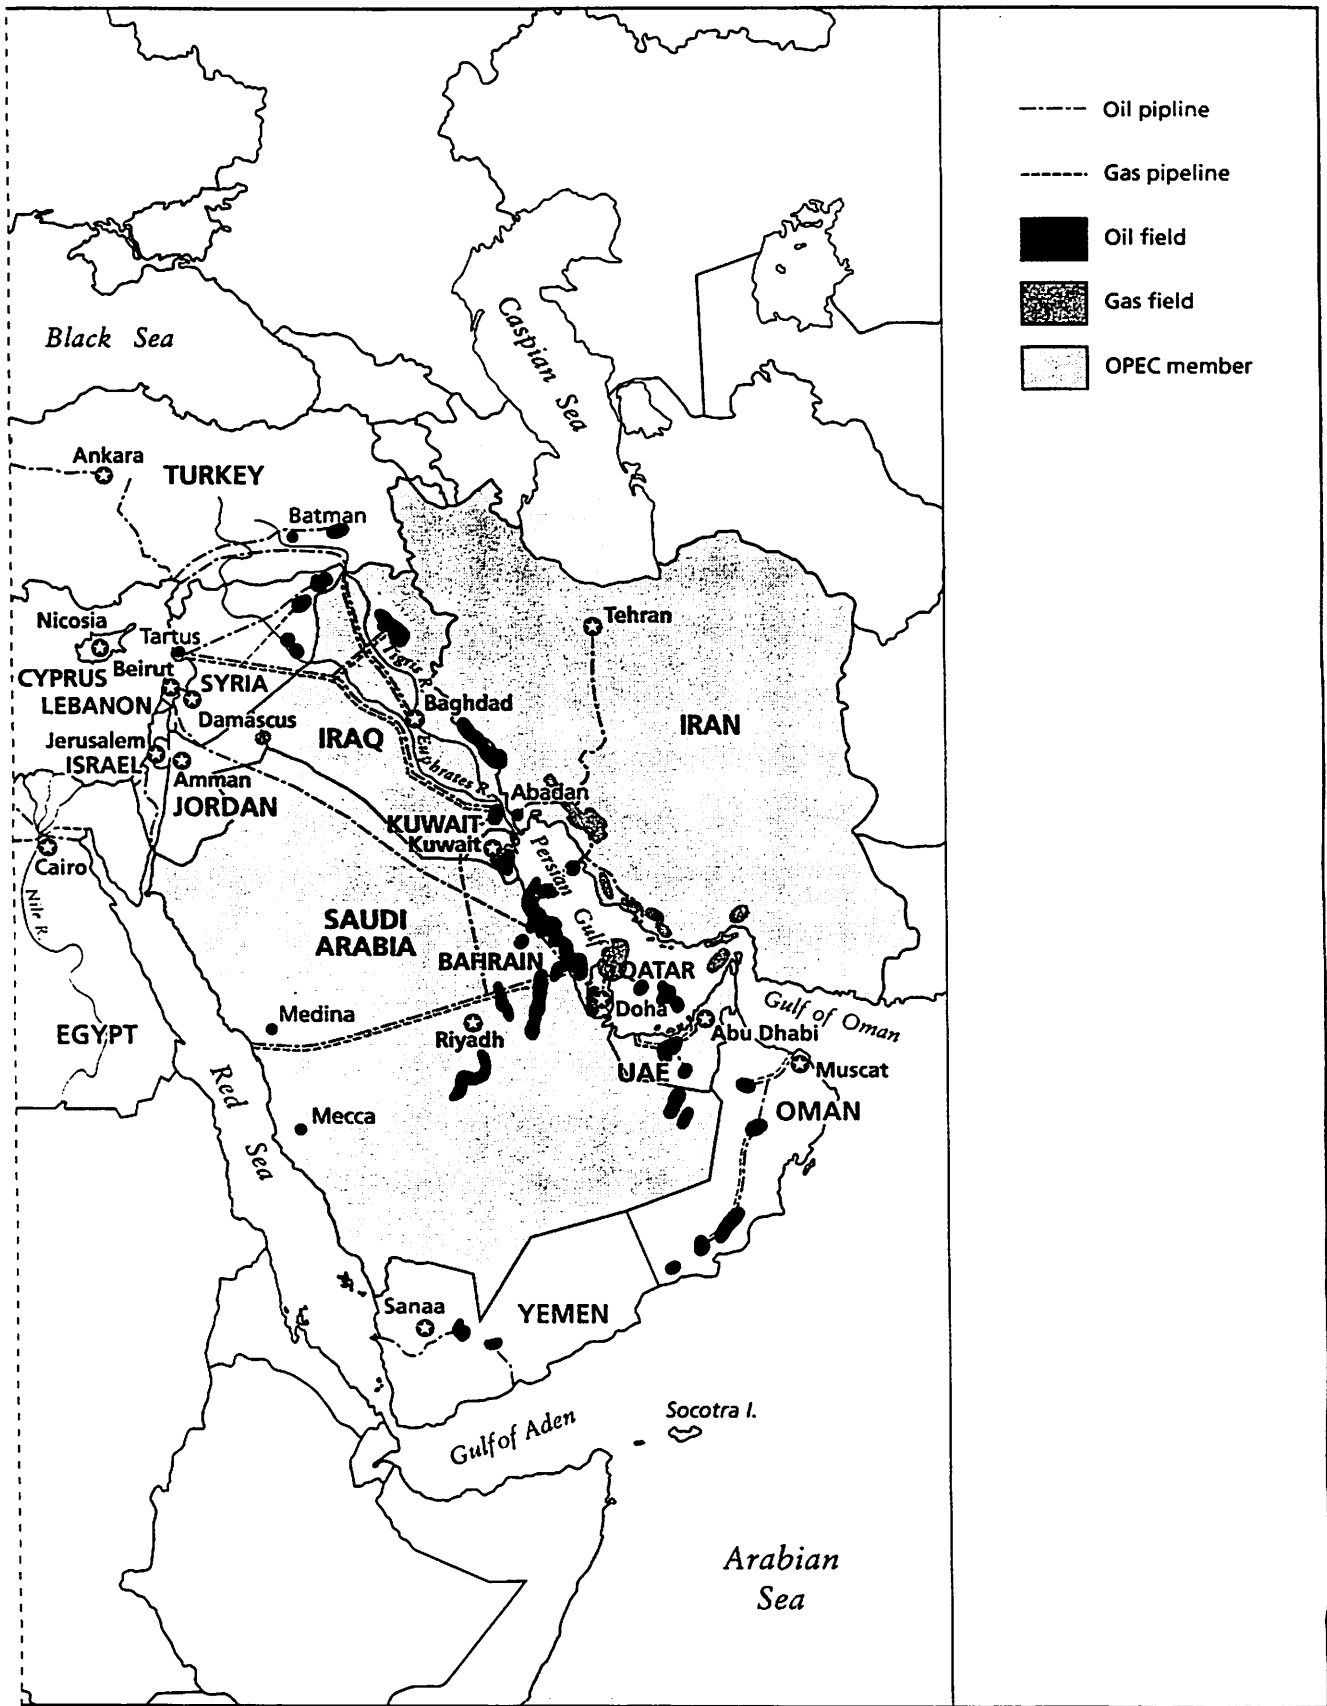 Oil pipline
Gas pipeline
Oil field
Gas field
OPEC member
Black Sea
Caspian Sea
Ankara
TURKEY
Batman
Nicosia
Tartus
Tehran
CYPRUS
Beirut
SYRIA
LEBANON
Tigris R.
Baghdad
Damascus
IRAQ
IRAN
Jerusalem
ISRAEL
Amman
Euphrates R.
Abadan
JORDAN
KUWAIT
Kuwait
Cairo
Nile R.
Persian
Gulf
SAUDI
ARABIA
BAHRAIN
QATAR
Medina
Doha
Gulf of Oman
EGYPT
Riyadh
Abu Dhabi
UAE
Muscat
Red
Sea
Mecca
OMAN
Sanaa
YEMEN
Socotra I.
Gulf of Aden
Arabian
Sea